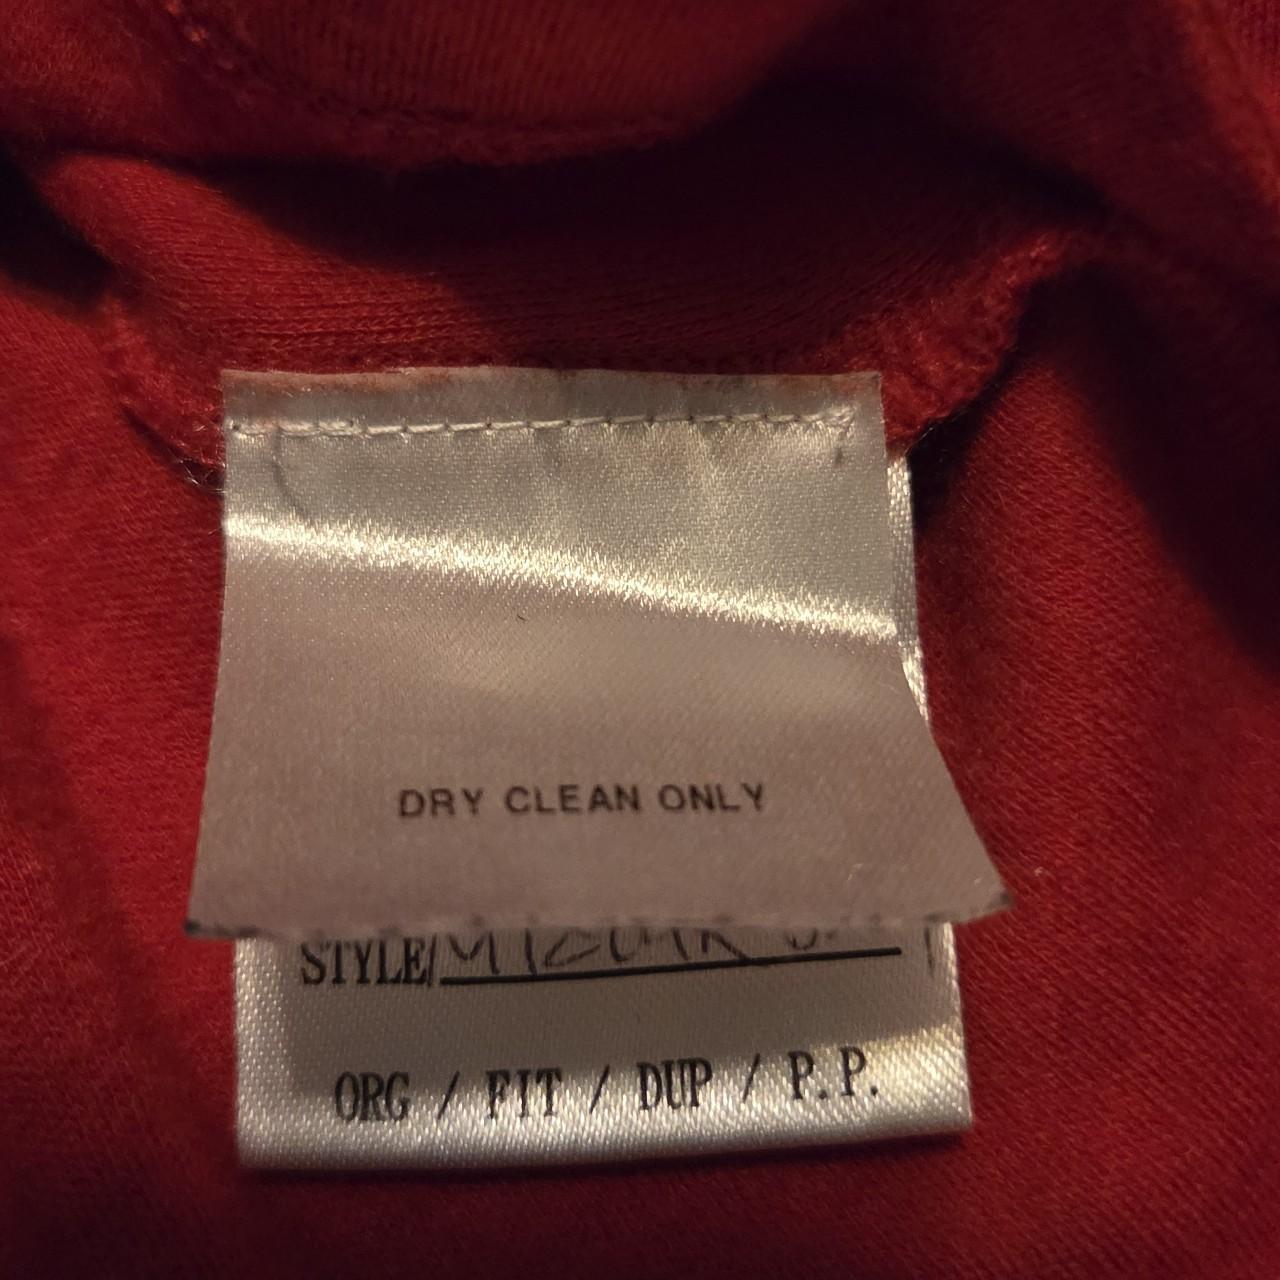 DRY CLEAN ONLY
STYLE/
ORG / FIT / DUP / P.P.